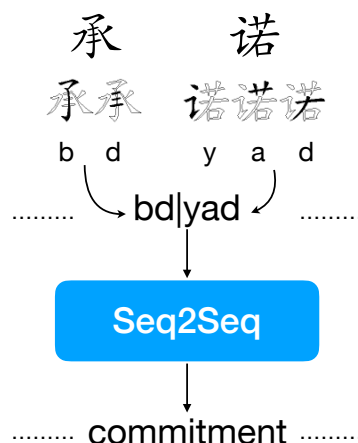 承 诺
承承 诺诺诺
b d y a d
......... bd|yad .........
Seq2Seq
......... commitment .........